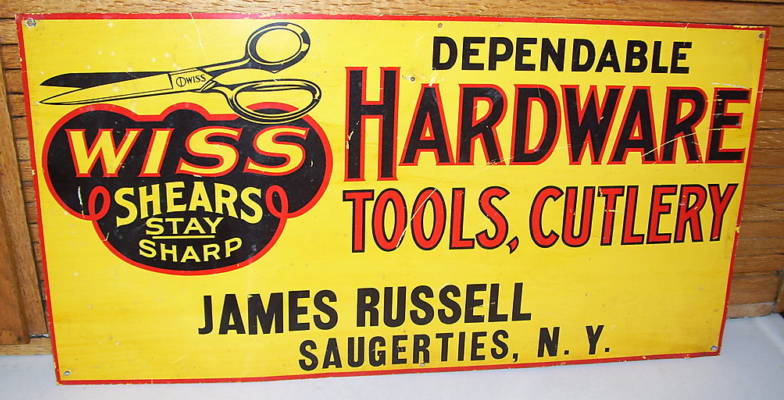 WISS
WISS
SHEARS
STAY
SHARP
DEPENDABLE
HARDWARE
TOOLS, CUTLERY
JAMES RUSSELL
SAUGERTIES, N. Y.